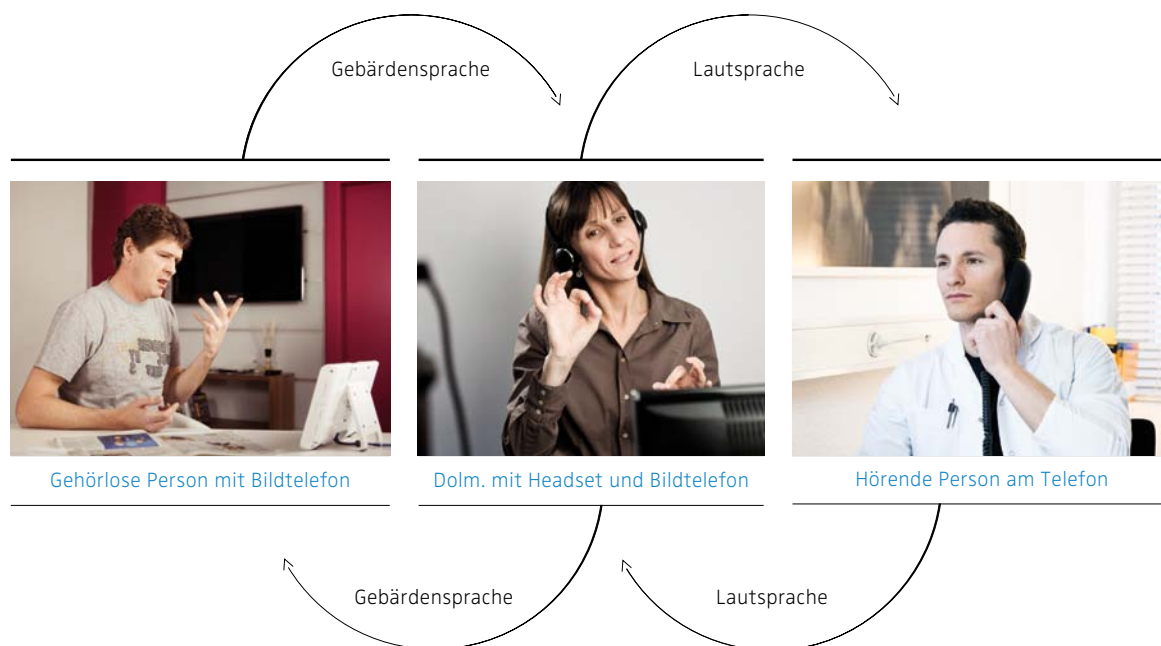 Gebärdensprache
Lautsprache
Gehörlose Person mit Bildtelefon
Dolm. mit Headset und Bildtelefon
Hörende Person am Telefon
Gebärdensprache
Lautsprache